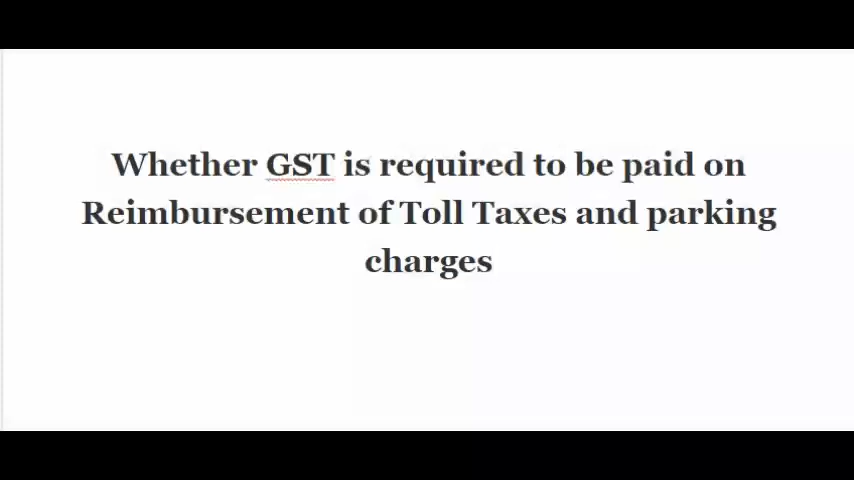 Whether GST is required to be paid on
Reimbursement of Toll Taxes and parking
charges